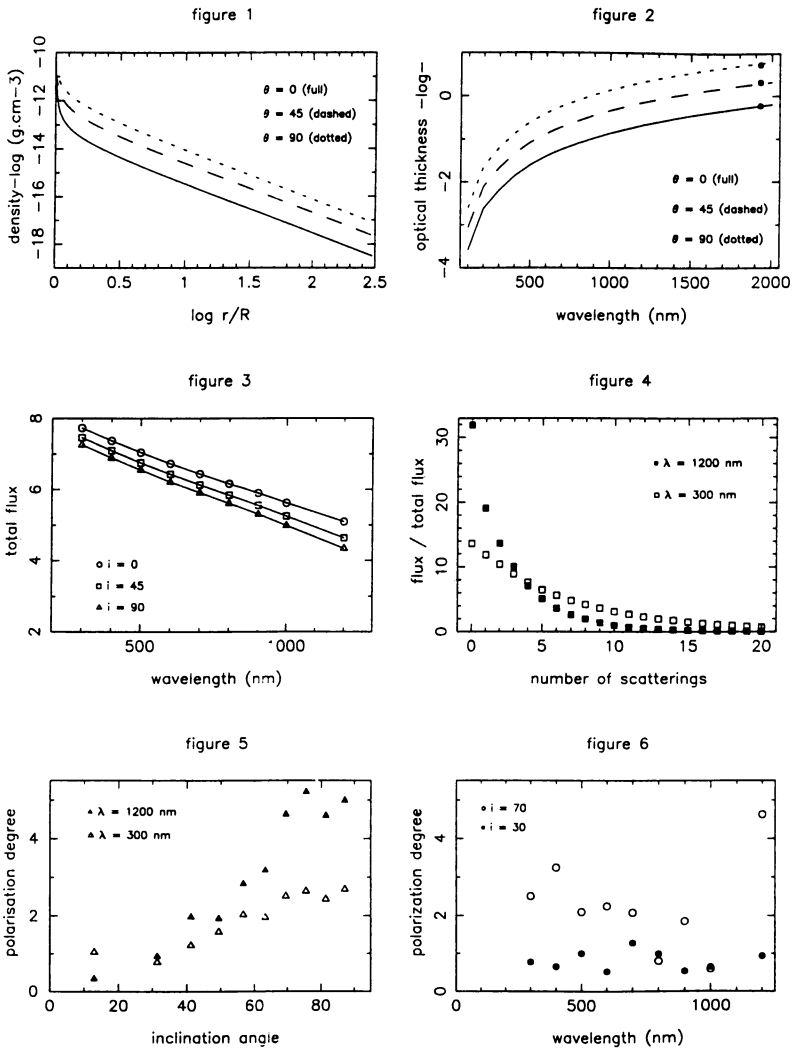 figure 1
density-log (g.cm-3)
-10
-12
-14
-16
-18
θ = 0 (full)
θ = 45 (dashed)
θ = 90 (dotted)
0 0.5 1 1.5 2 2.5
log r/R
figure 2
optical thickness -log-
0
-2
-4
θ = 0 (full)
θ = 45 (dashed)
θ = 90 (dotted)
500 1000 1500 2000
wavelength (nm)
figure 3
total flux
8
6
4
2
i = 0
i = 45
i = 90
500 1000
wavelength (nm)
figure 4
flux / total flux
30
20
10
0
λ = 1200 nm
λ = 300 nm
0 5 10 15 20
number of scatterings
figure 5
polarisation degree
4
2
0
λ = 1200 nm
λ = 300 nm
0 20 40 60 80
inclination angle
figure 6
polarization degree
4
2
0
i = 70
i = 30
0 500 1000
wavelength (nm)